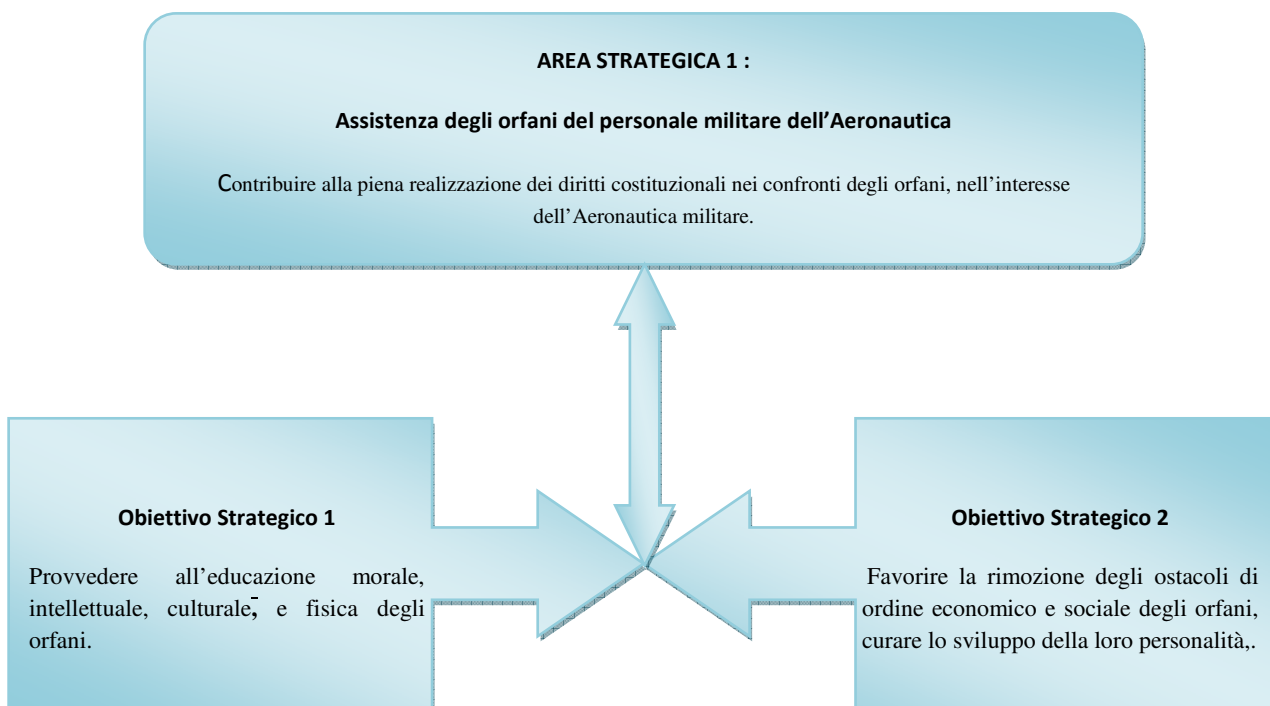 AREA STRATEGICA 1 :
Assistenza degli orfani del personale militare dell’Aeronautica
Contribuire alla piena realizzazione dei diritti costituzionali nei confronti degli orfani, nell’interesse
dell’Aeronautica militare.
Obiettivo Strategico 1
Provvedere all’educazione morale,
intellettuale, culturale, e fisica degli
orfani.
Obiettivo Strategico 2
Favorire la rimozione degli ostacoli di
ordine economico e sociale degli orfani,
curare lo sviluppo della loro personalità,.